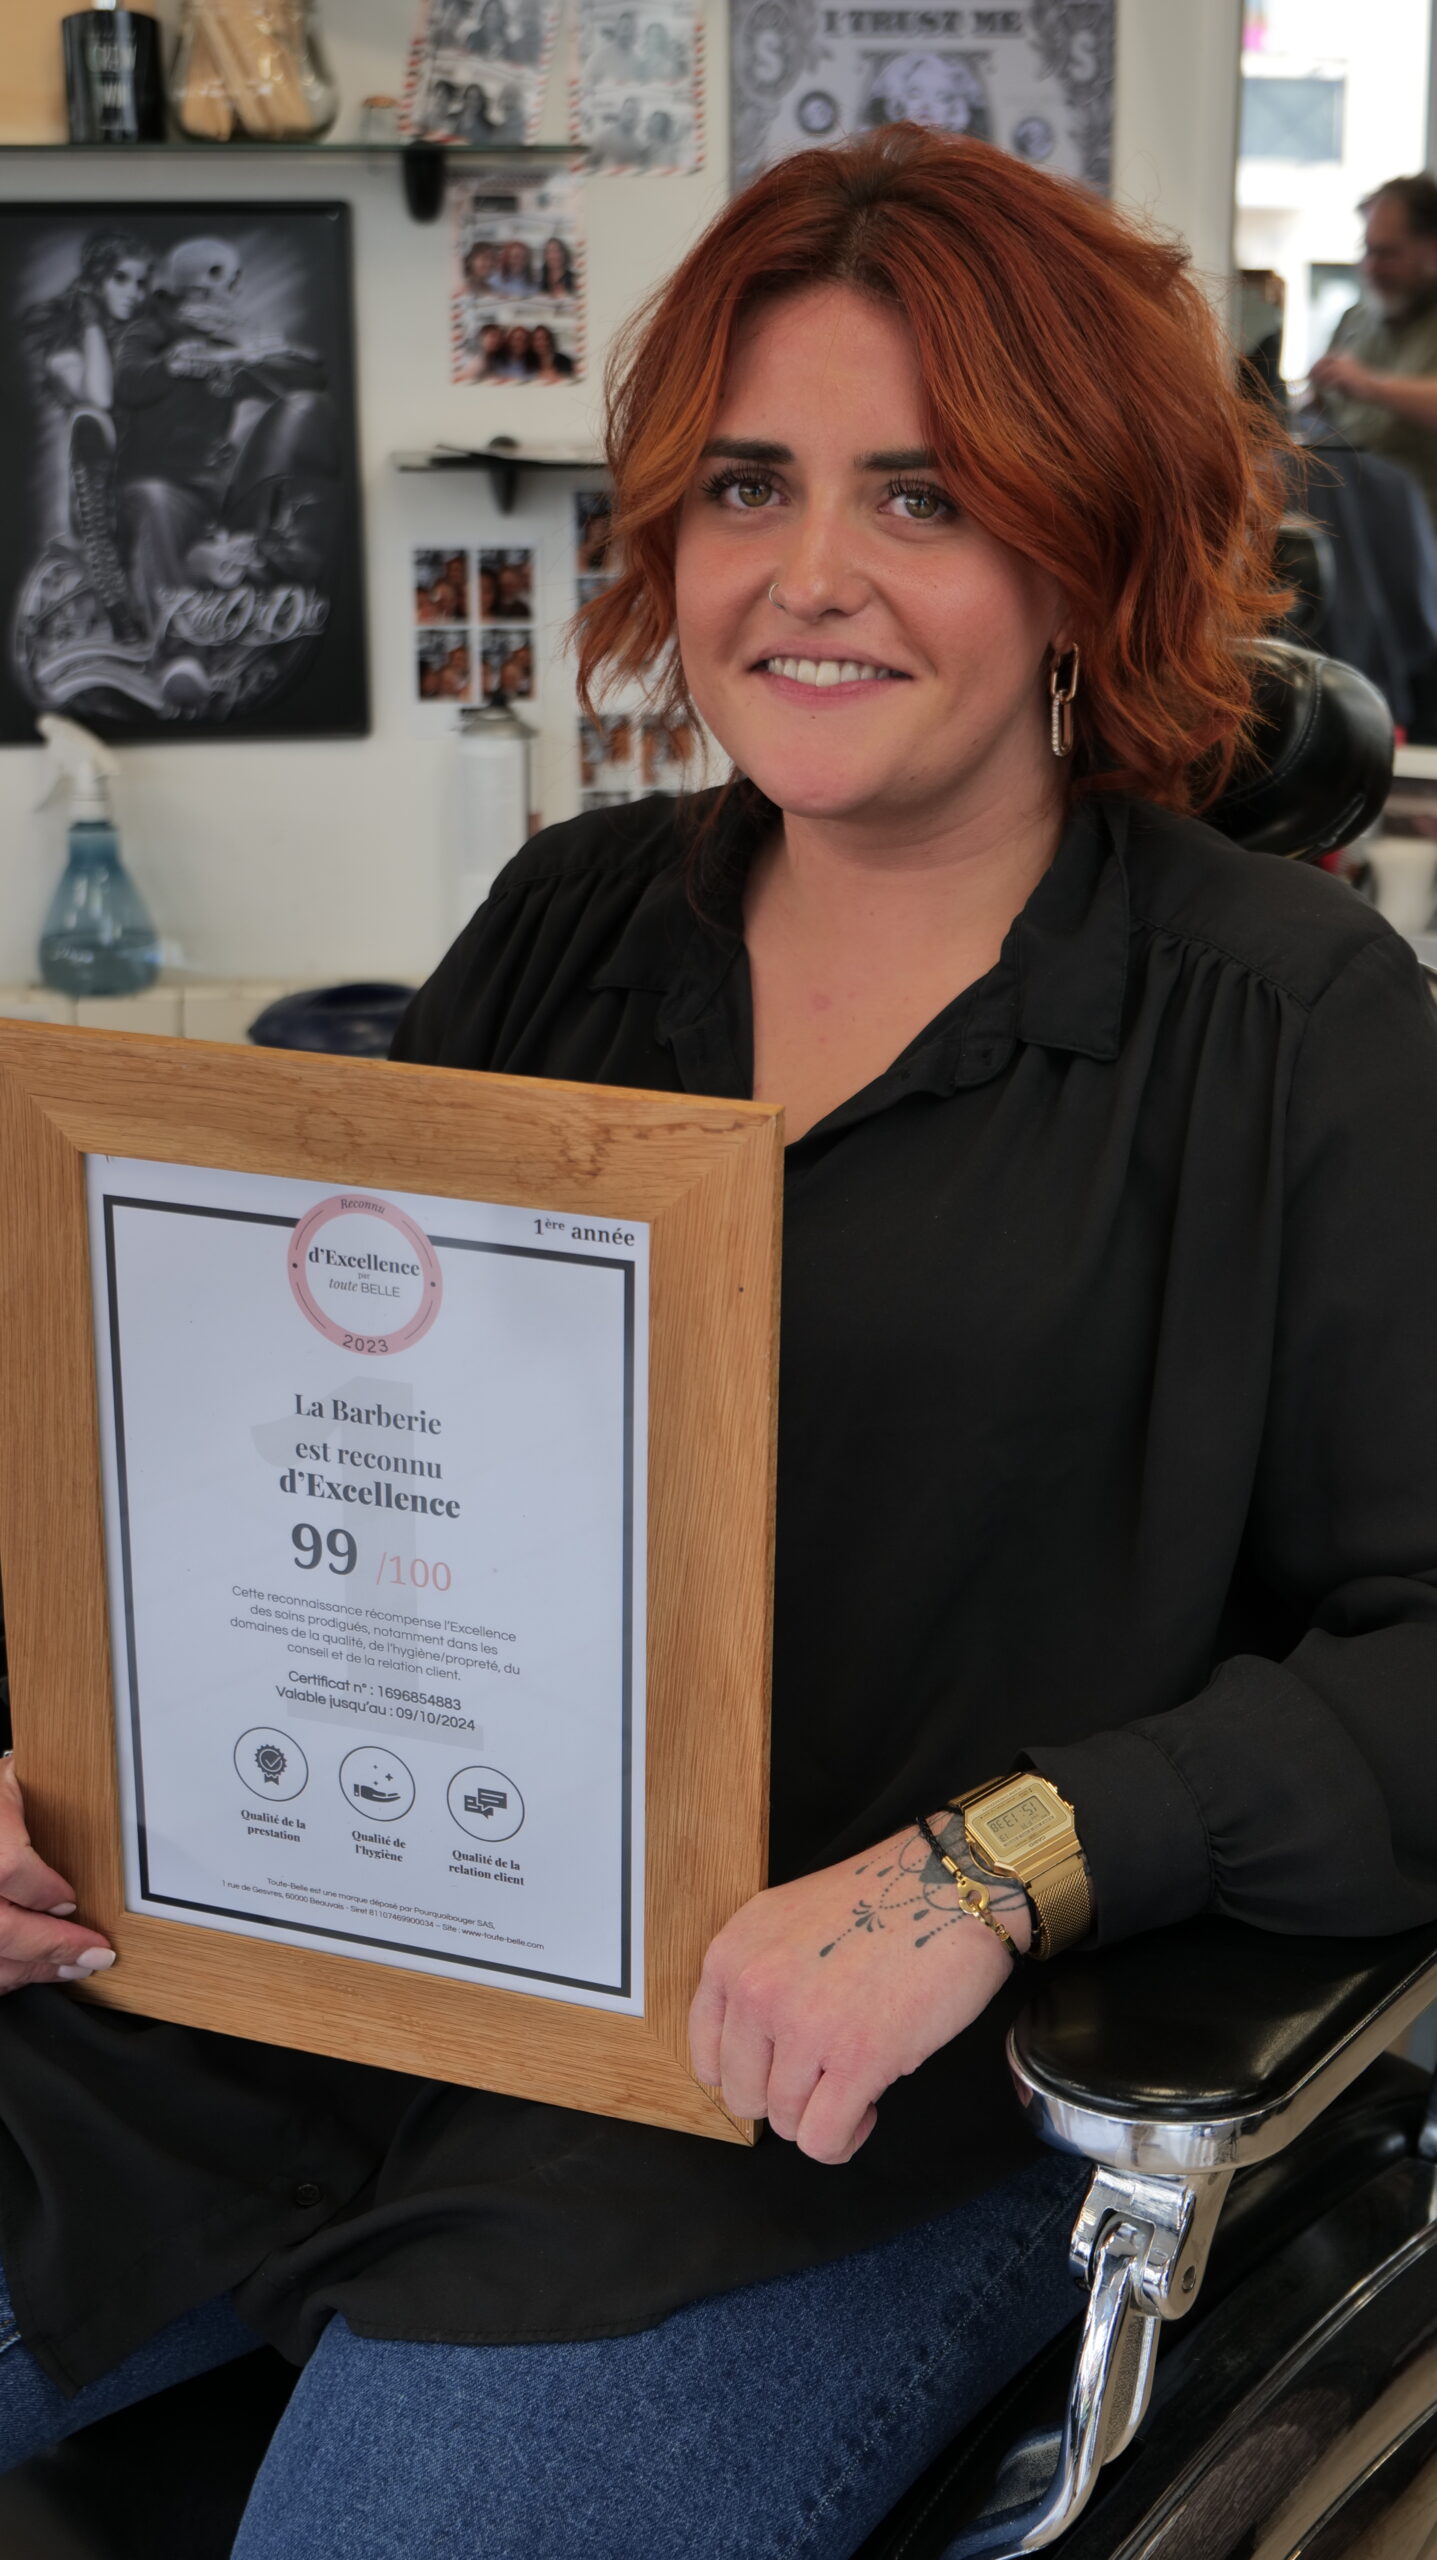 I TRUST ME
Ride Or Die
1ère année
Reconnu
d'Excellence
par
toute BELLE
2023
La Barberie
est reconnu
d'Excellence
99 /100
Cette reconnaissance récompense l'Excellence
des soins prodigués, notamment dans les
domaines de la qualité, de l'hygiène/propreté, du
conseil et de la relation client.
Certificat n° : 1696854883
Valable jusqu'au : 09/10/2024
Qualité de la
prestation
Qualité de
l'hygiène
Qualité de la
relation client
Toute-Belle est une marque déposé par Pourquoibouger SAS,
1 rue de Gesvres, 60000 Beauvais - Siret 81107469900034 – Site : www-toute-belle.com
CASIO